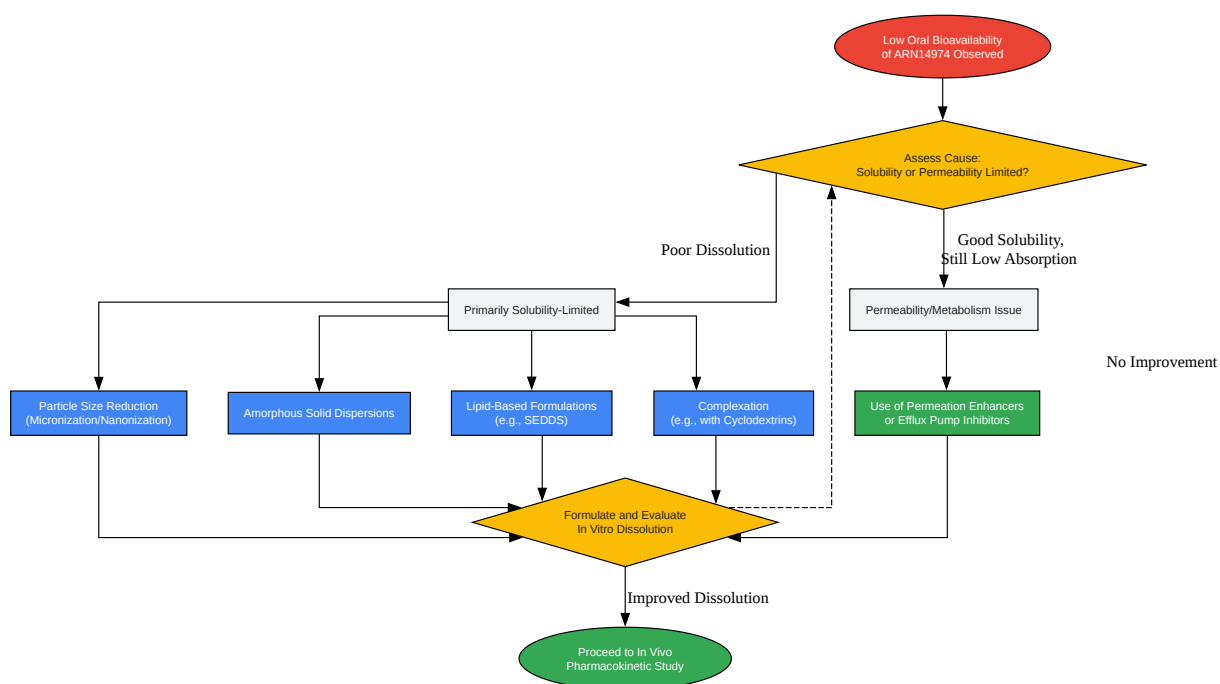 Low Oral Bioavailability
of ARN14974 Observed
Assess Cause:
Solubility or Permeability Limited?
Poor Dissolution
Good Solubility,
Still Low Absorption
Primarily Solubility-Limited
Permeability/Metabolism Issue
No Improvement
Particle Size Reduction
(Micronization/Nanonization)
Amorphous Solid Dispersions
Lipid-Based Formulations
(e.g., SEDDS)
Complexation
(e.g., with Cyclodextrins)
Use of Permeation Enhancers
or Efflux Pump Inhibitors
Formulate and Evaluate
In Vitro Dissolution
Improved Dissolution
Proceed to In Vivo
Pharmacokinetic Study